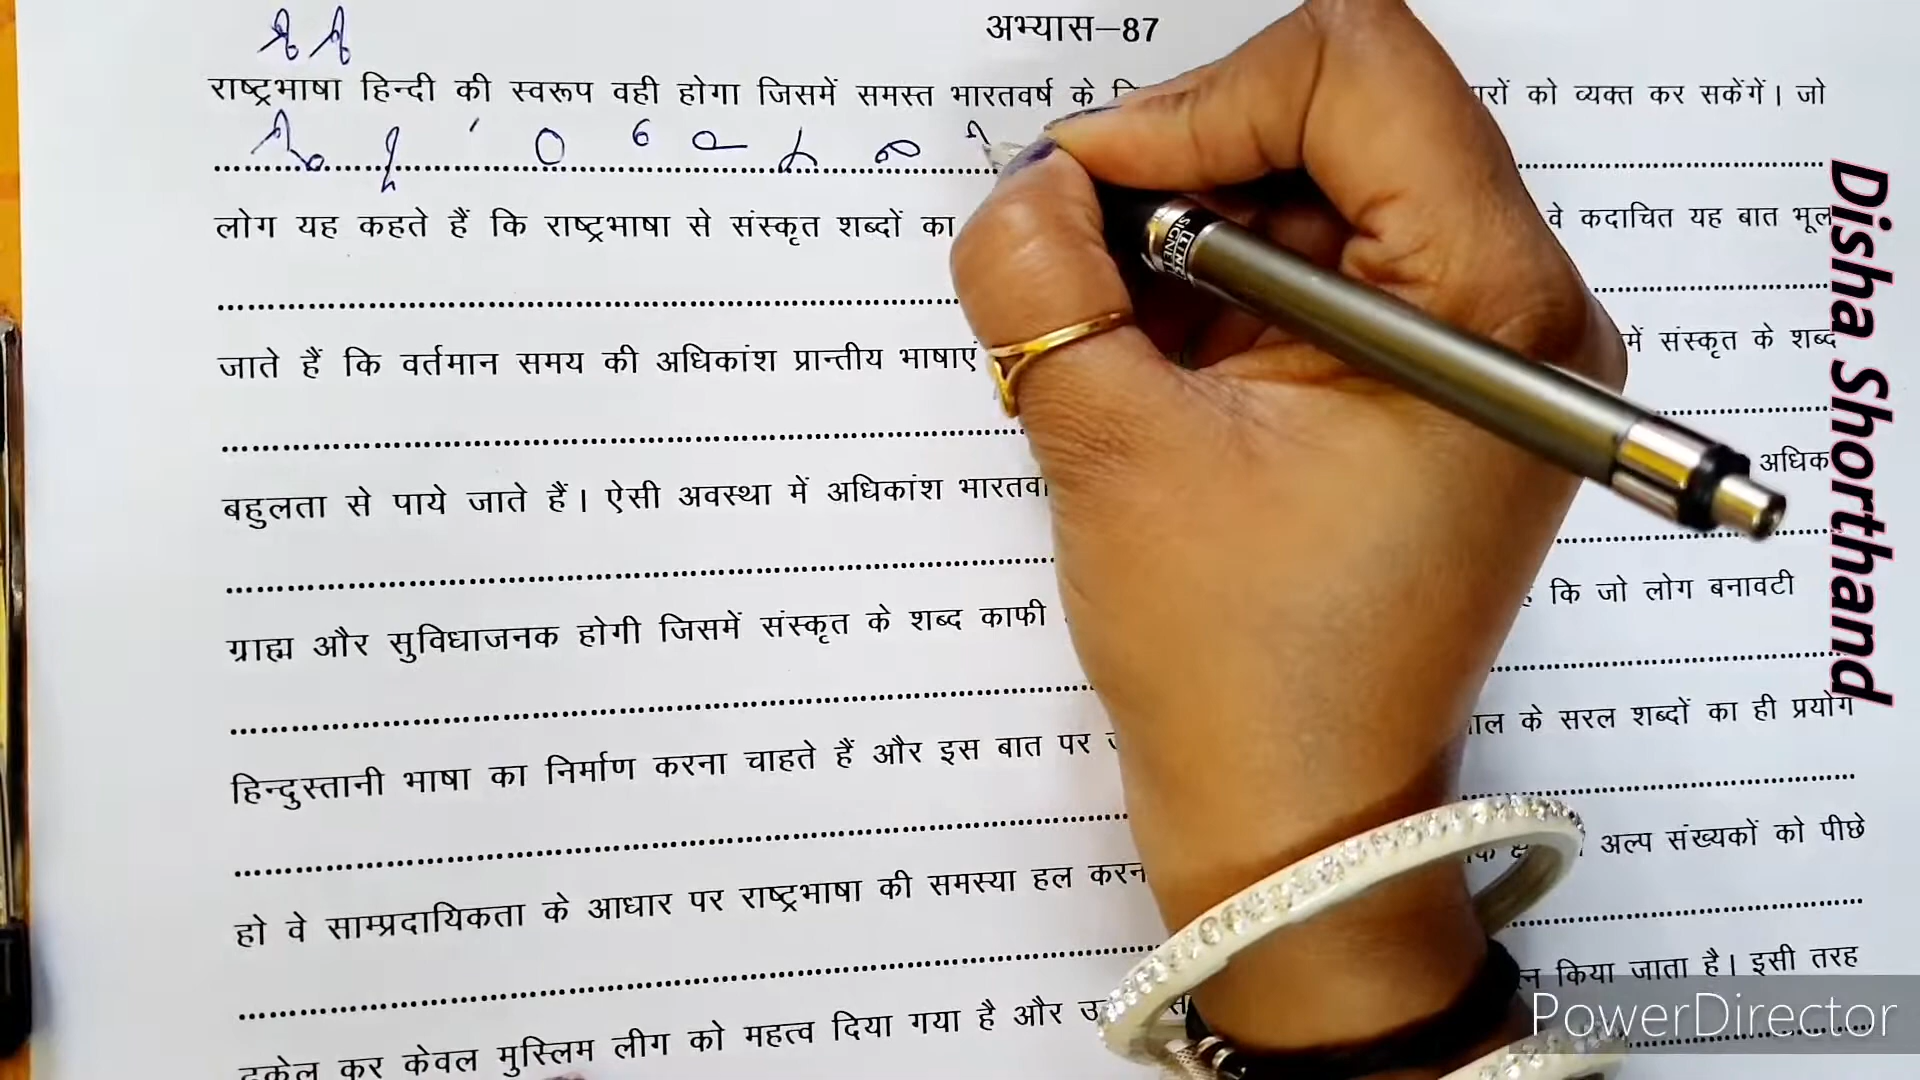 अभ्यास–87
राष्ट्रभाषा हिन्दी की स्वरूप वही होगा जिसमें समस्त भारतवर्ष के को व्यक्त कर सकेंगें। जो
लोग यह कहते हैं कि राष्ट्रभाषा से संस्कृत शब्दों का वे कदाचित यह बात भूल
जाते हैं कि वर्तमान समय की अधिकांश प्रान्तीय भाषाएं में संस्कृत के शब्द
बहुलता से पाये जाते हैं। ऐसी अवस्था में अधिकांश अधिक
ग्राह्य और सुविधाजनक होगी जिसमें संस्कृत के शब्द काफी कि जो लोग बनावटी
हिन्दुस्तानी भाषा का निर्माण करना चाहते हैं और इस बात पर के सरल शब्दों का ही प्रयोग
हो वे साम्प्रदायिकता के आधार पर राष्ट्रभाषा की समस्या हल अल्प संख्यकों को पीछे
ढकेल कर केवल मुस्लिम लीग को महत्व दिया गया है और किया जाता है। इसी तरह
Disha Shorthand
PowerDirector